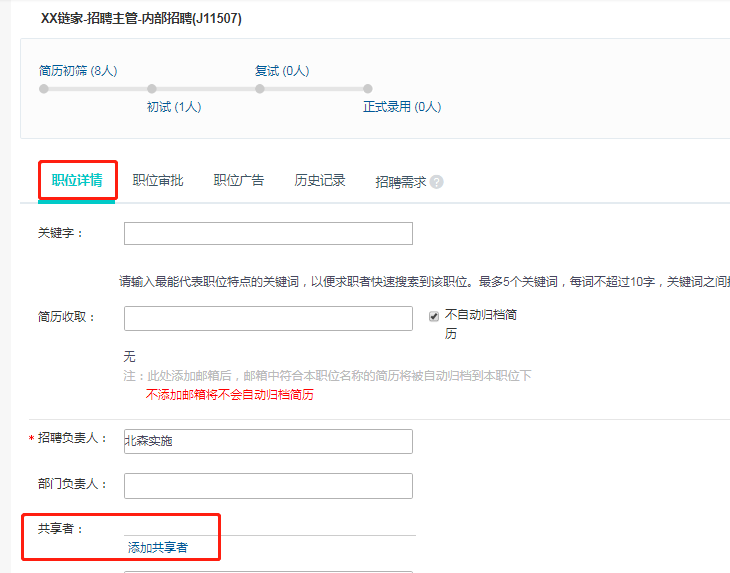 XX链家-招聘主管-内部招聘(J11507)
简历初筛 (8人)
复试 (0人)
初试 (1人)
正式录用 (0人)
职位详情 职位审批 职位广告 历史记录 招聘需求 ?
关键字：
请输入最能代表职位特点的关键词，以便求职者快速搜索到该职位。最多5个关键词，每词不超过10字，关键词之间
简历收取： 不自动归档简
历
无
注：此处添加邮箱后，邮箱中符合本职位名称的简历将被自动归档到本职位下
不添加邮箱将不会自动归档简历
* 招聘负责人： 北森实施
部门负责人：
共享者：
添加共享者